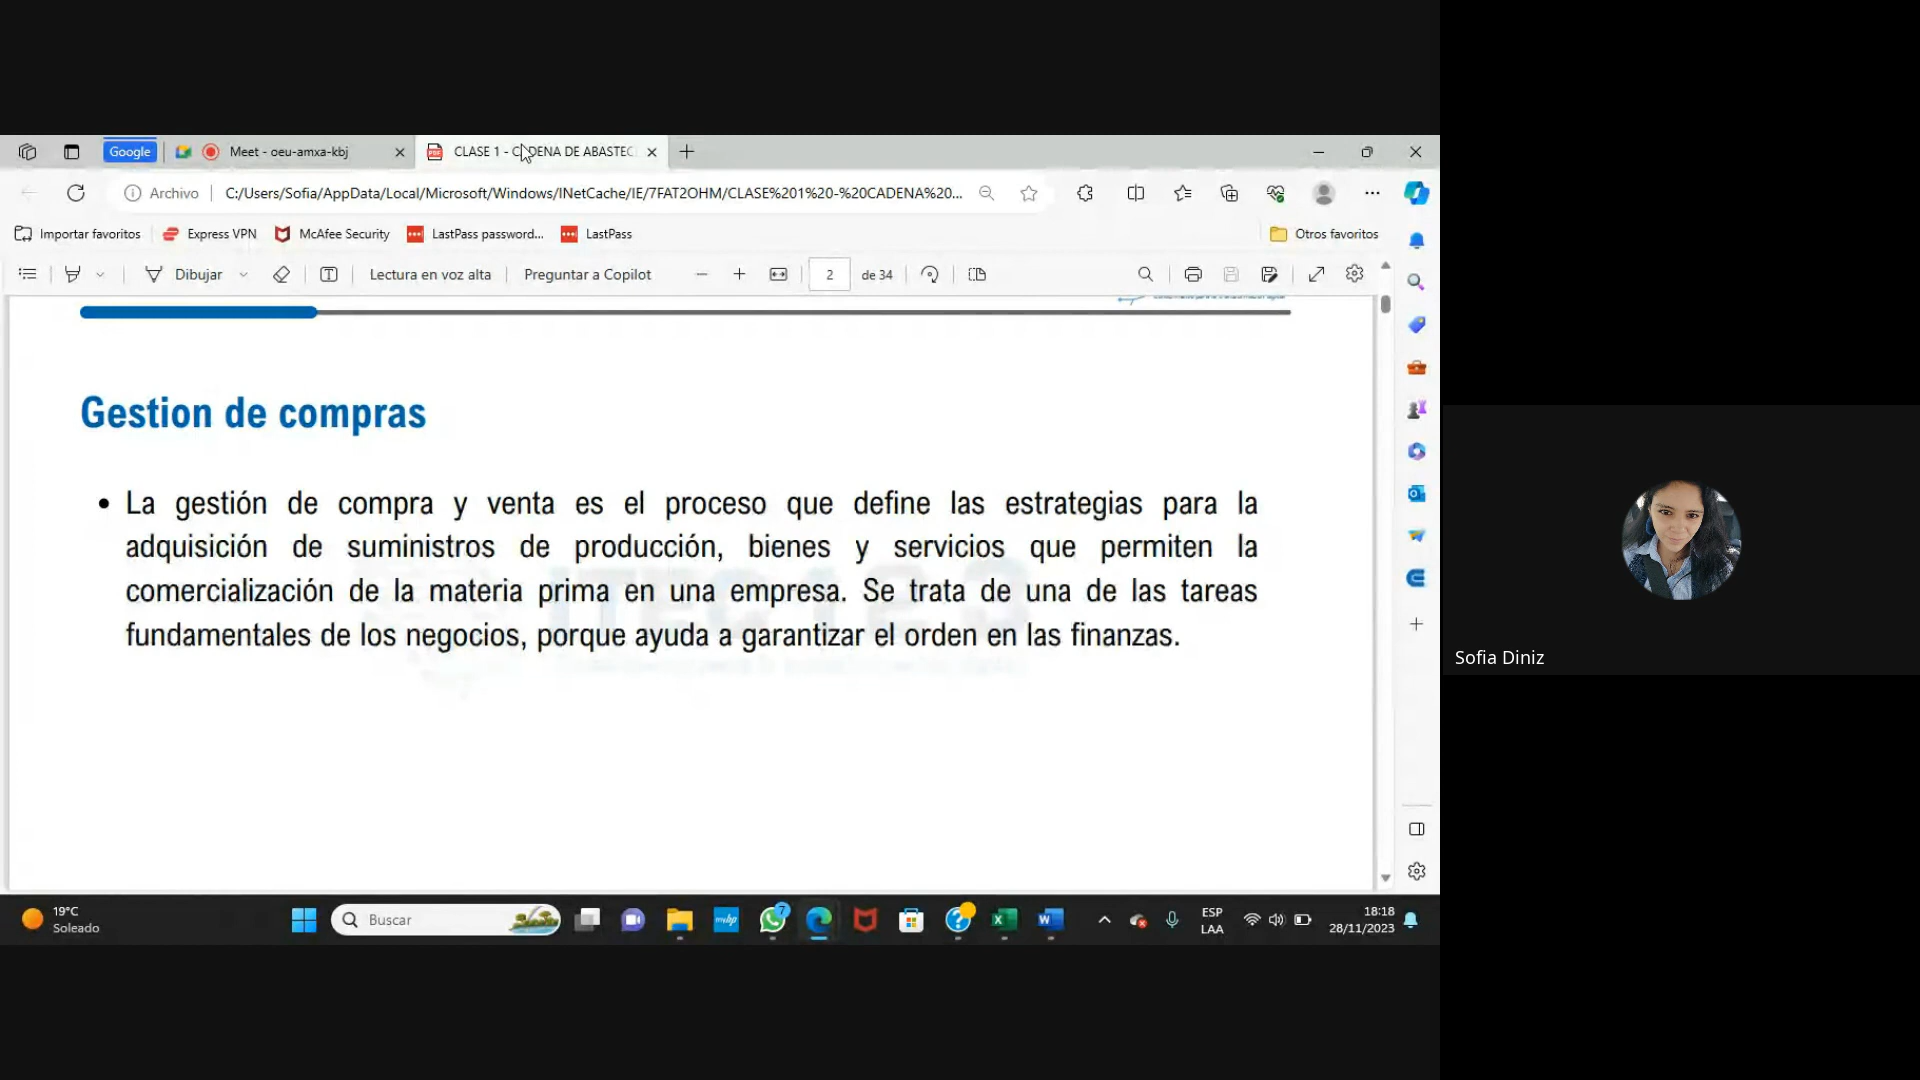 Google
Meet - oeu-amxa-kbj
CLASE 1 - CADENA DE ABASTEC
Archivo
C:/Users/Sofia/AppData/Local/Microsoft/Windows/INetCache/IE/7FAT2OHM/CLASE%201%20-%20CADENA%20...
Importar favoritos
Express VPN
McAfee Security
LastPass password...
LastPass
Otros favoritos
Dibujar
Lectura en voz alta
Preguntar a Copilot
2
de 34
Gestion de compras
• La gestión de compra y venta es el proceso que define las estrategias para la
adquisición de suministros de producción, bienes y servicios que permiten la
comercialización de la materia prima en una empresa. Se trata de una de las tareas
fundamentales de los negocios, porque ayuda a garantizar el orden en las finanzas.
ITEC
Sofia Diniz
19°C
Soleado
Buscar
7
ESP
LAA
18:18
28/11/2023